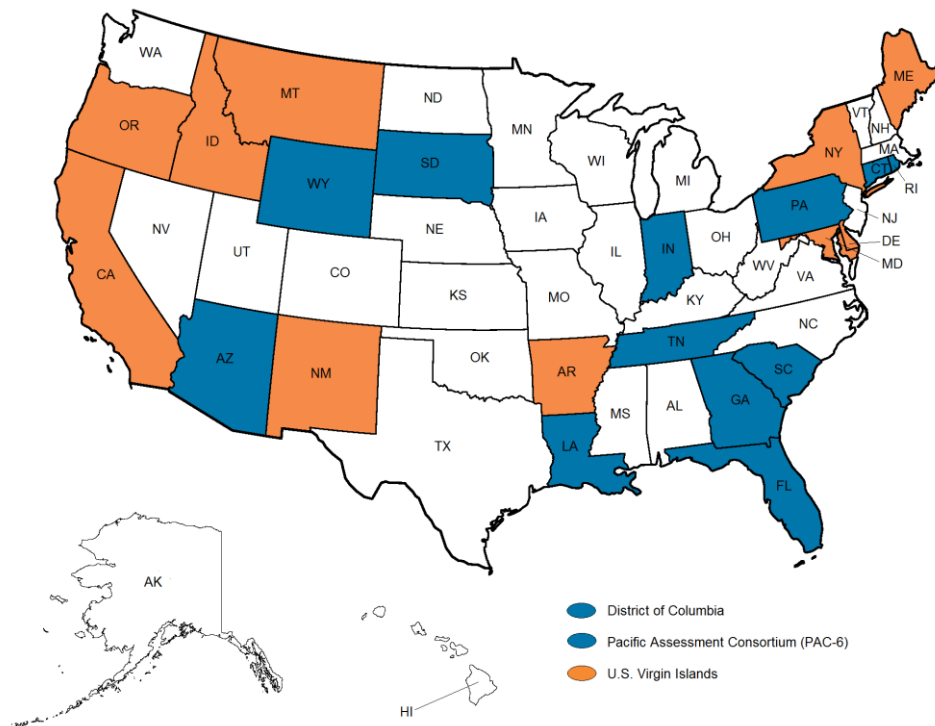 WA
MT
ND
MN
ME
VT
NH
OR
ID
SD
WI
NY
MA
WY
MI
CT
RI
IA
PA
NJ
NV
NE
OH
IN
DE
UT
IL
MD
CA
CO
WV
VA
KS
MO
KY
NC
TN
OK
AZ
NM
AR
SC
MS
AL
GA
TX
LA
FL
AK
District of Columbia
Pacific Assessment Consortium (PAC-6)
U.S. Virgin Islands
HI